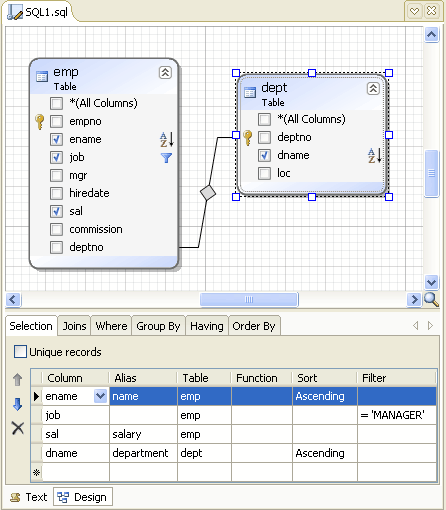 SQL1.sql
emp
Table
*(All Columns)
empno
ename
job
mgr
hiredate
sal
commission
deptno
dept
Table
*(All Columns)
deptno
dname
loc
Selection Joins Where Group By Having Order By
Unique records
Column Alias Table Function Sort Filter
ename name emp Ascending
job emp = 'MANAGER'
sal salary emp
dname department dept Ascending
Text Design